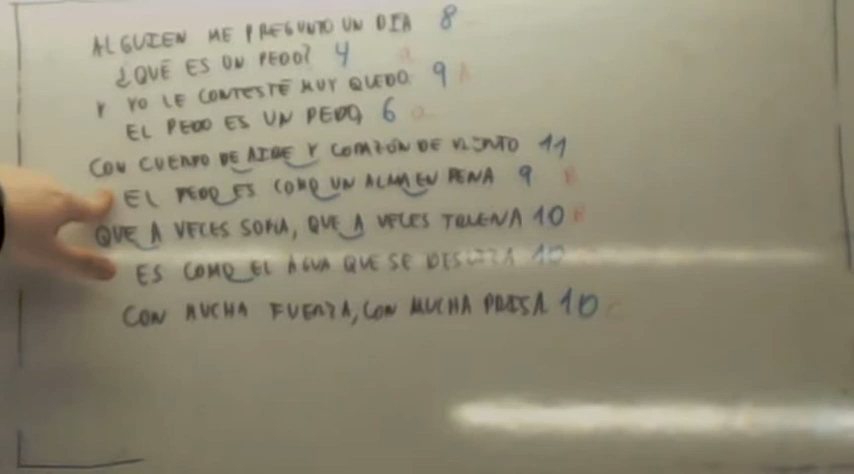 ALGUIEN ME PREGUNTO UN DIA 8
¿QUÉ ES UN PEDO? 4 a
Y YO LE CONTESTÉ MUY QUEDO 9 A
EL PEDO ES UN PEDO, 6 a
CON CUERPO DE AIRE Y CORAZÓN DE VIENTO 11
EL PEDO ES COMO UN ALMA EN PENA 9 B
QUE A VECES SOPLA, QUE A VECES TRUENA 10 B
ES COMO EL AGUA QUE SE DESLIZA 10
CON MUCHA FUERZA, CON MUCHA PRISA 10 C